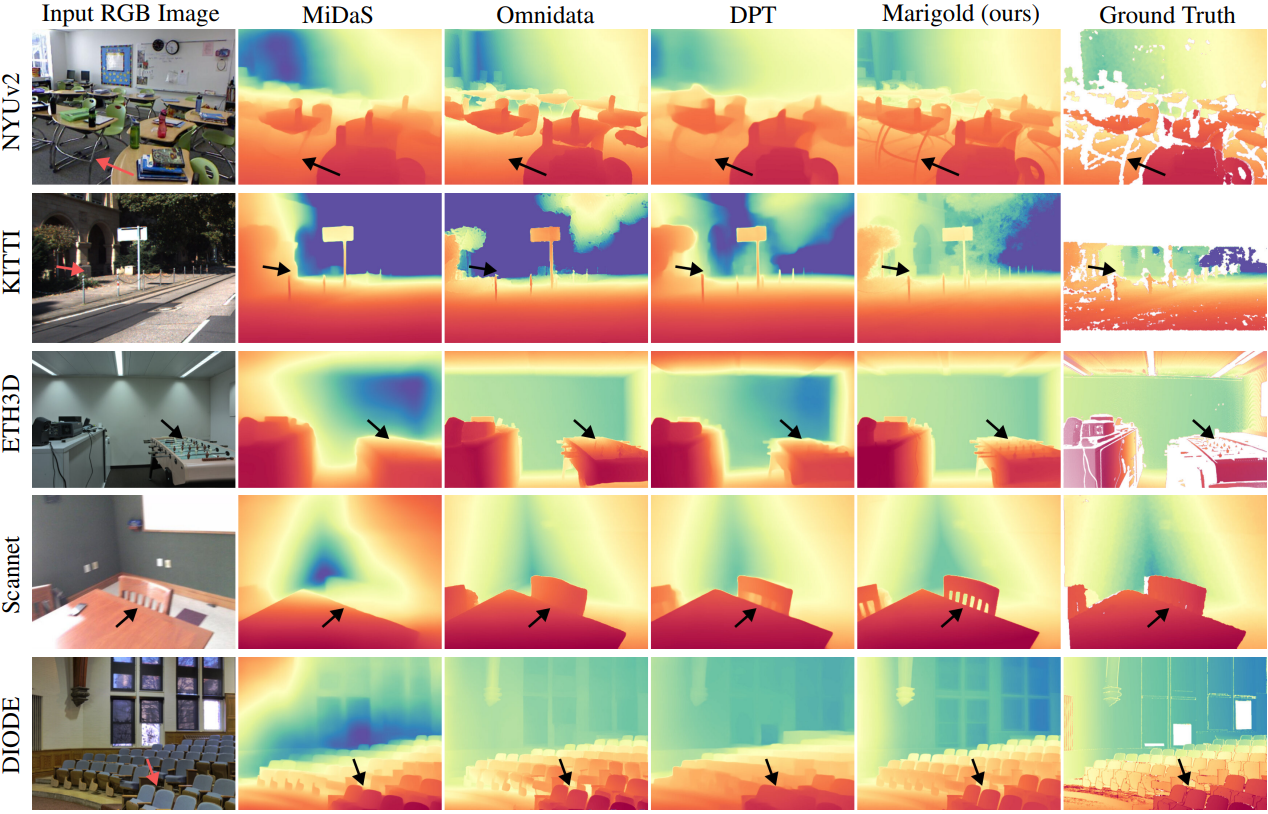 Input RGB Image MiDaS Omnidata DPT Marigold (ours) Ground Truth
NYUv2
KITTI
ETH3D
Scannet
DIODE